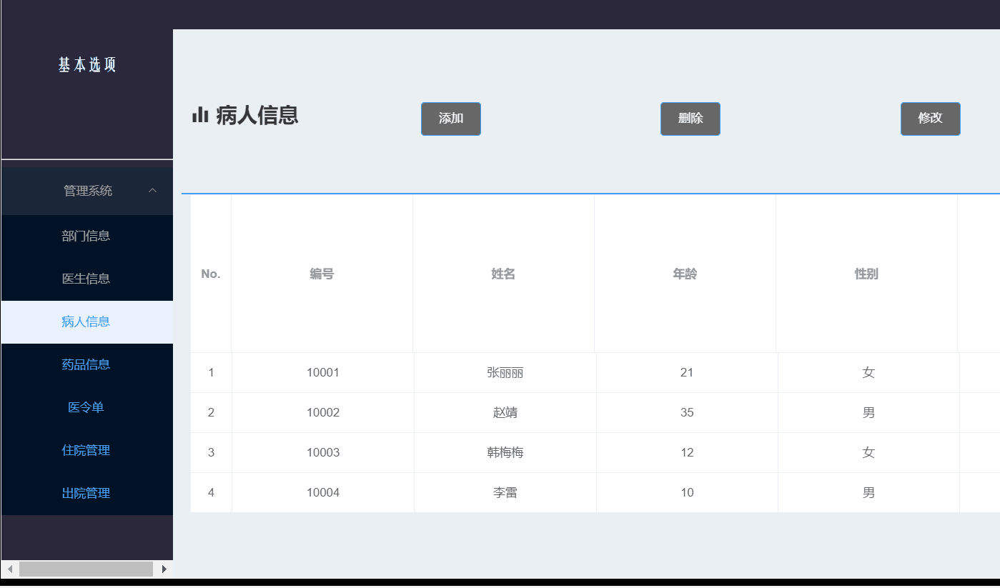 基本选项
管理系统
部门信息
医生信息
病人信息
药品信息
医令单
住院管理
出院管理
病人信息 添加 删除 修改
No. 编号 姓名 年龄 性别
1 10001 张丽丽 21 女
2 10002 赵靖 35 男
3 10003 韩梅梅 12 女
4 10004 李雷 10 男